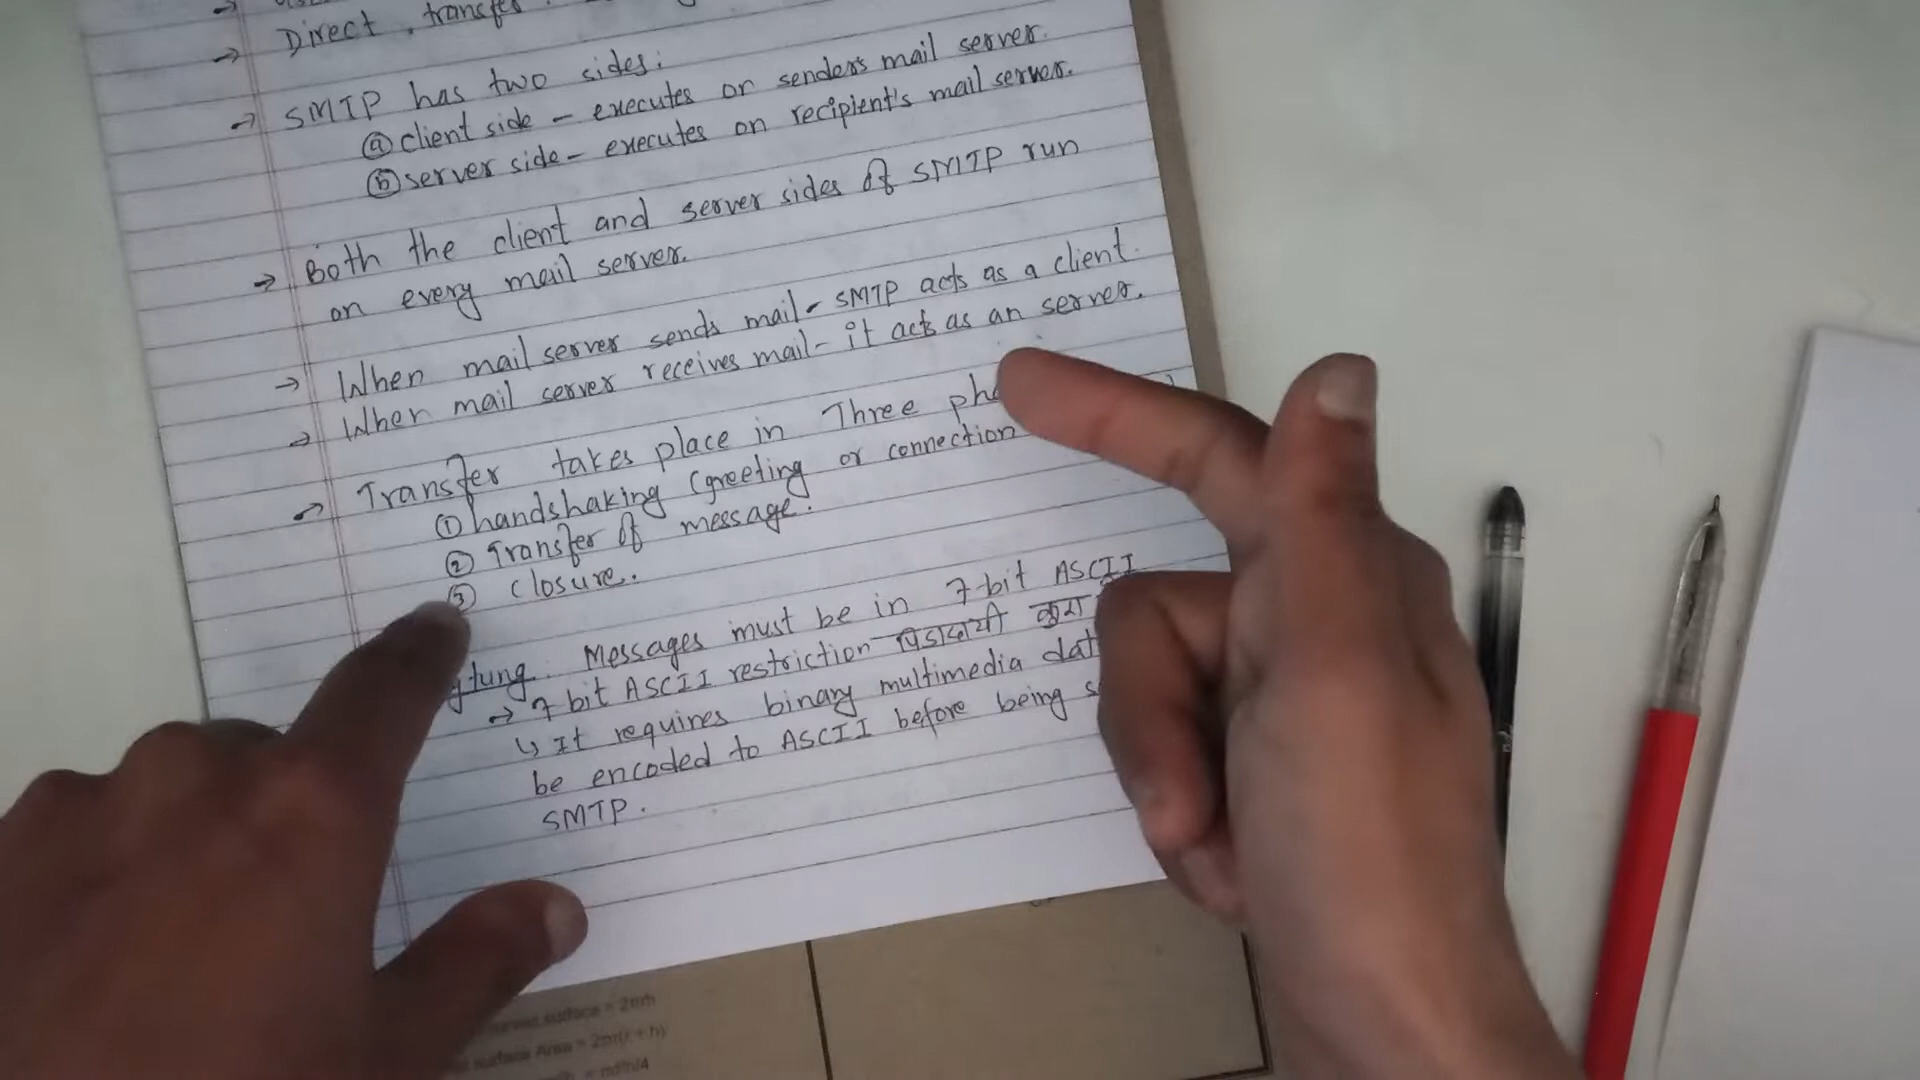 → Direct transfer
→ SMTP has two sides:
ⓐ client side - executes on senders mail server.
ⓑ server side - executes on recipient's mail server.
→ Both the client and server sides of SMTP run
on every mail server.
→ When mail server sends mail - SMTP acts as a client.
→ When mail server receives mail - it acts as an server.
→ Transfer takes place in Three
① handshaking (greeting or connection
② Transfer of message.
③ closure.
Messages must be in 7 bit ASCII
→ 7 bit ASCII restriction
↳ It requires binary multimedia
be encoded to ASCII before being
SMTP.